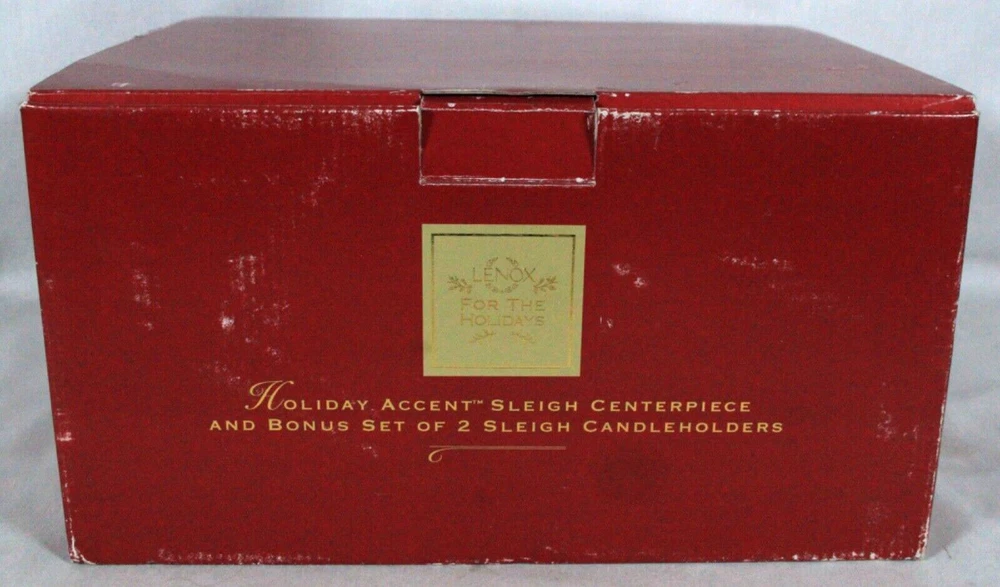 LENOX
FOR THE
HOLIDAYS
HOLIDAY ACCENT™ SLEIGH CENTERPIECE
AND BONUS SET OF 2 SLEIGH CANDLEHOLDERS